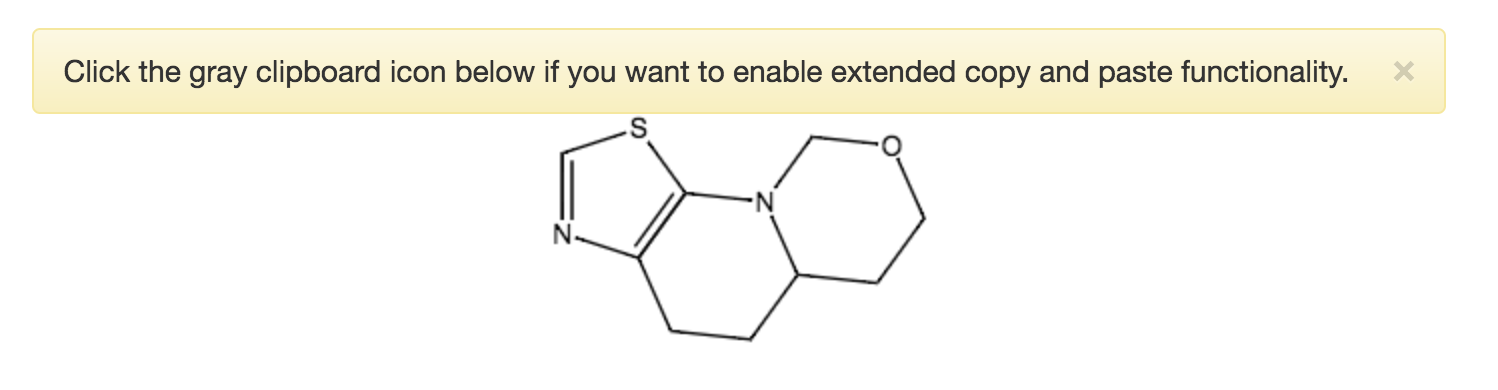 Click the gray clipboard icon below if you want to enable extended copy and paste functionality. ×
S
O
N
N